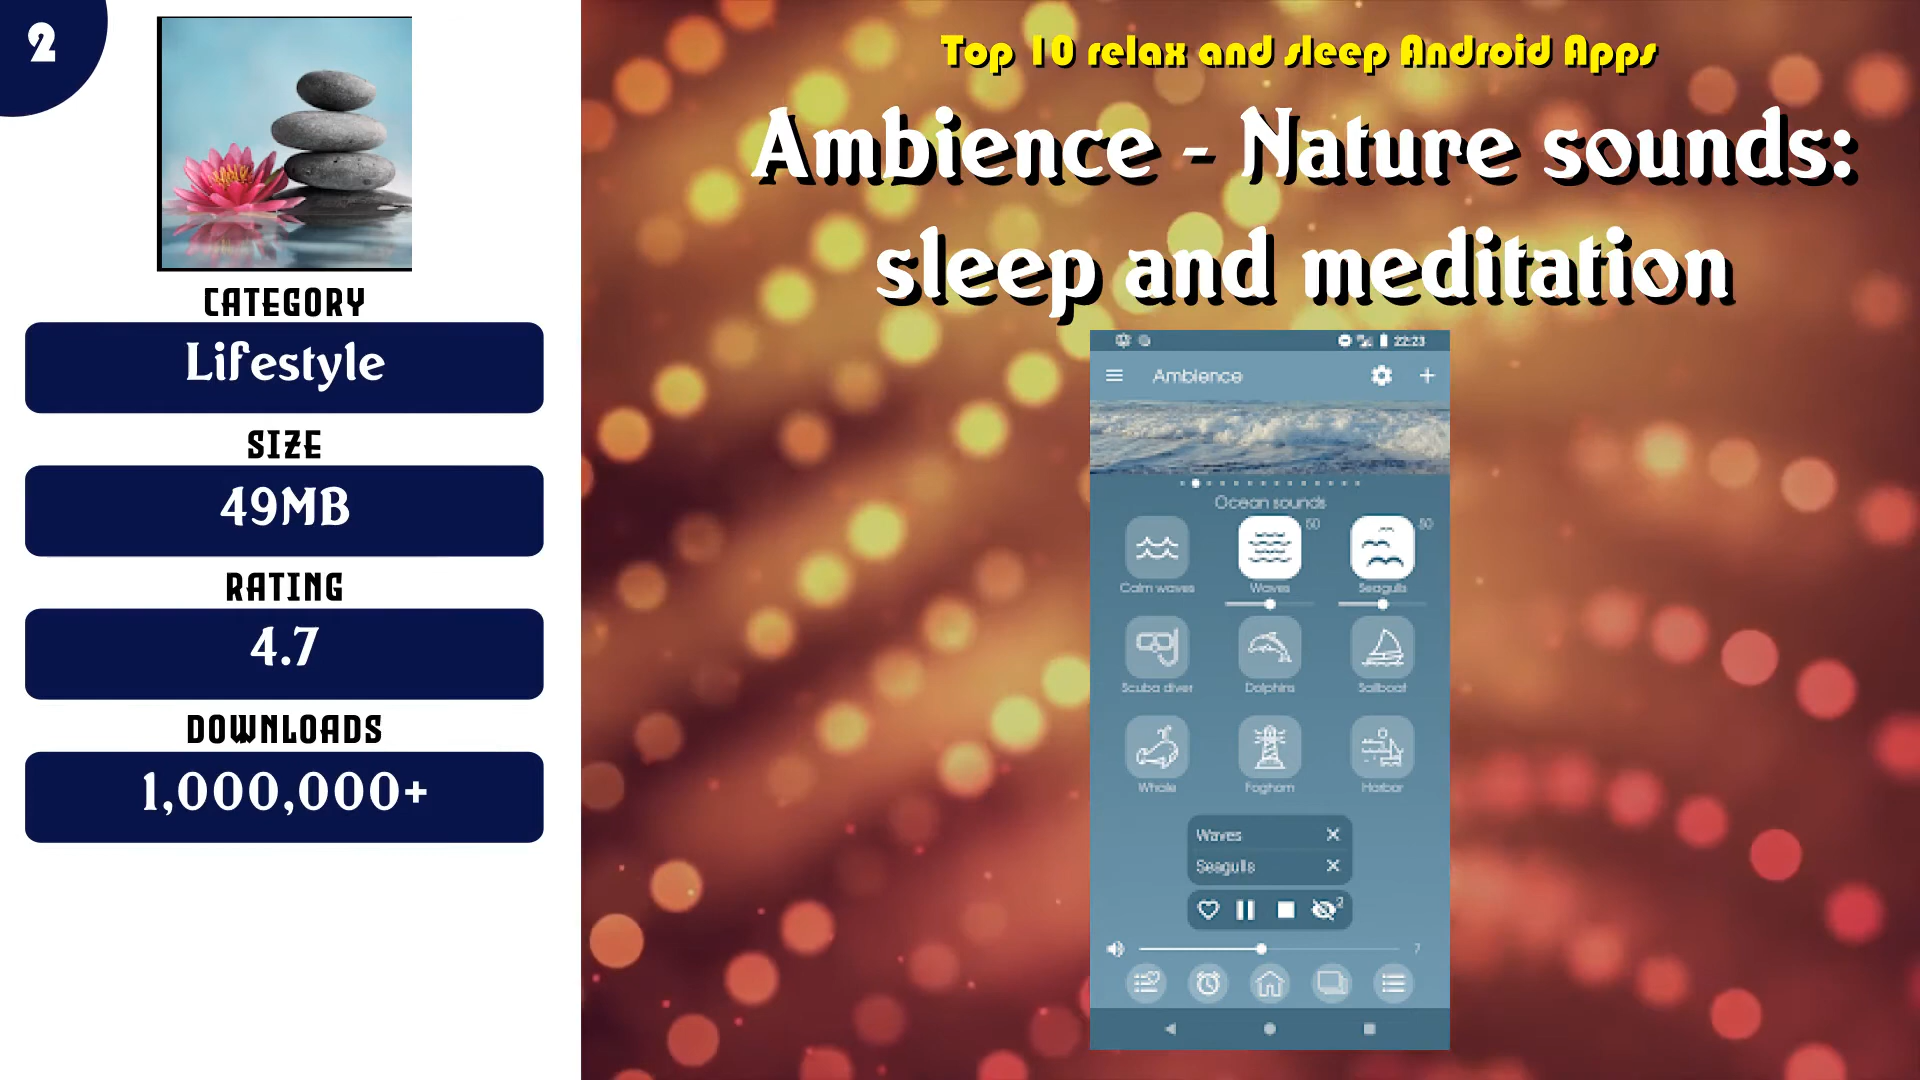 2
CATEGORY
Lifestyle
SIZE
49MB
RATING
4.7
DOWNLOADS
1,000,000+
Top 10 relax and sleep Android Apps
Ambience - Nature sounds:
sleep and meditation
22:23
Ambience
Ocean sounds
50 50
Calm waves Waves Seagulls
Scuba diver Dolphins Sailboat
Whale Foghorn Harbor
Waves
Seagulls
2
7